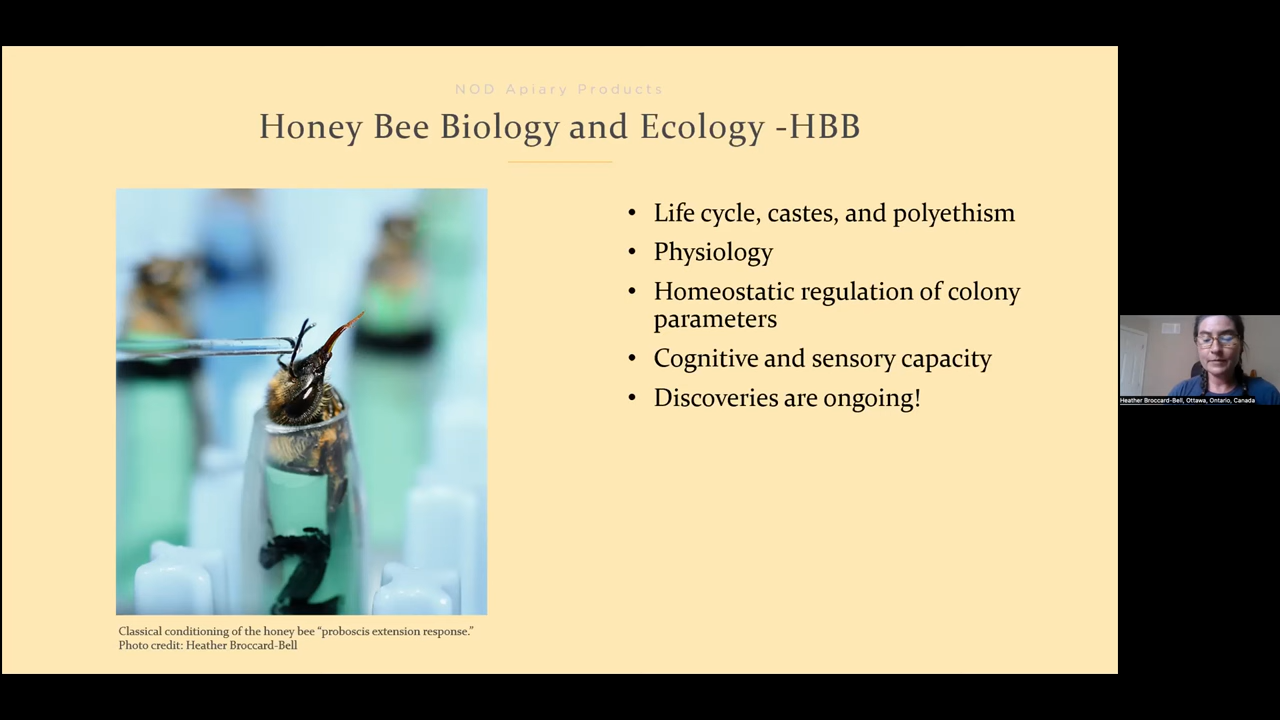 NOD Apiary Products
Honey Bee Biology and Ecology -HBB
• Life cycle, castes, and polyethism
• Physiology
• Homeostatic regulation of colony
parameters
• Cognitive and sensory capacity
• Discoveries are ongoing!
2
Classical conditioning of the honey bee “proboscis extension response.”
Photo credit: Heather Broccard-Bell
Heather Broccard-Bell, Ottawa, Ontario, Canada